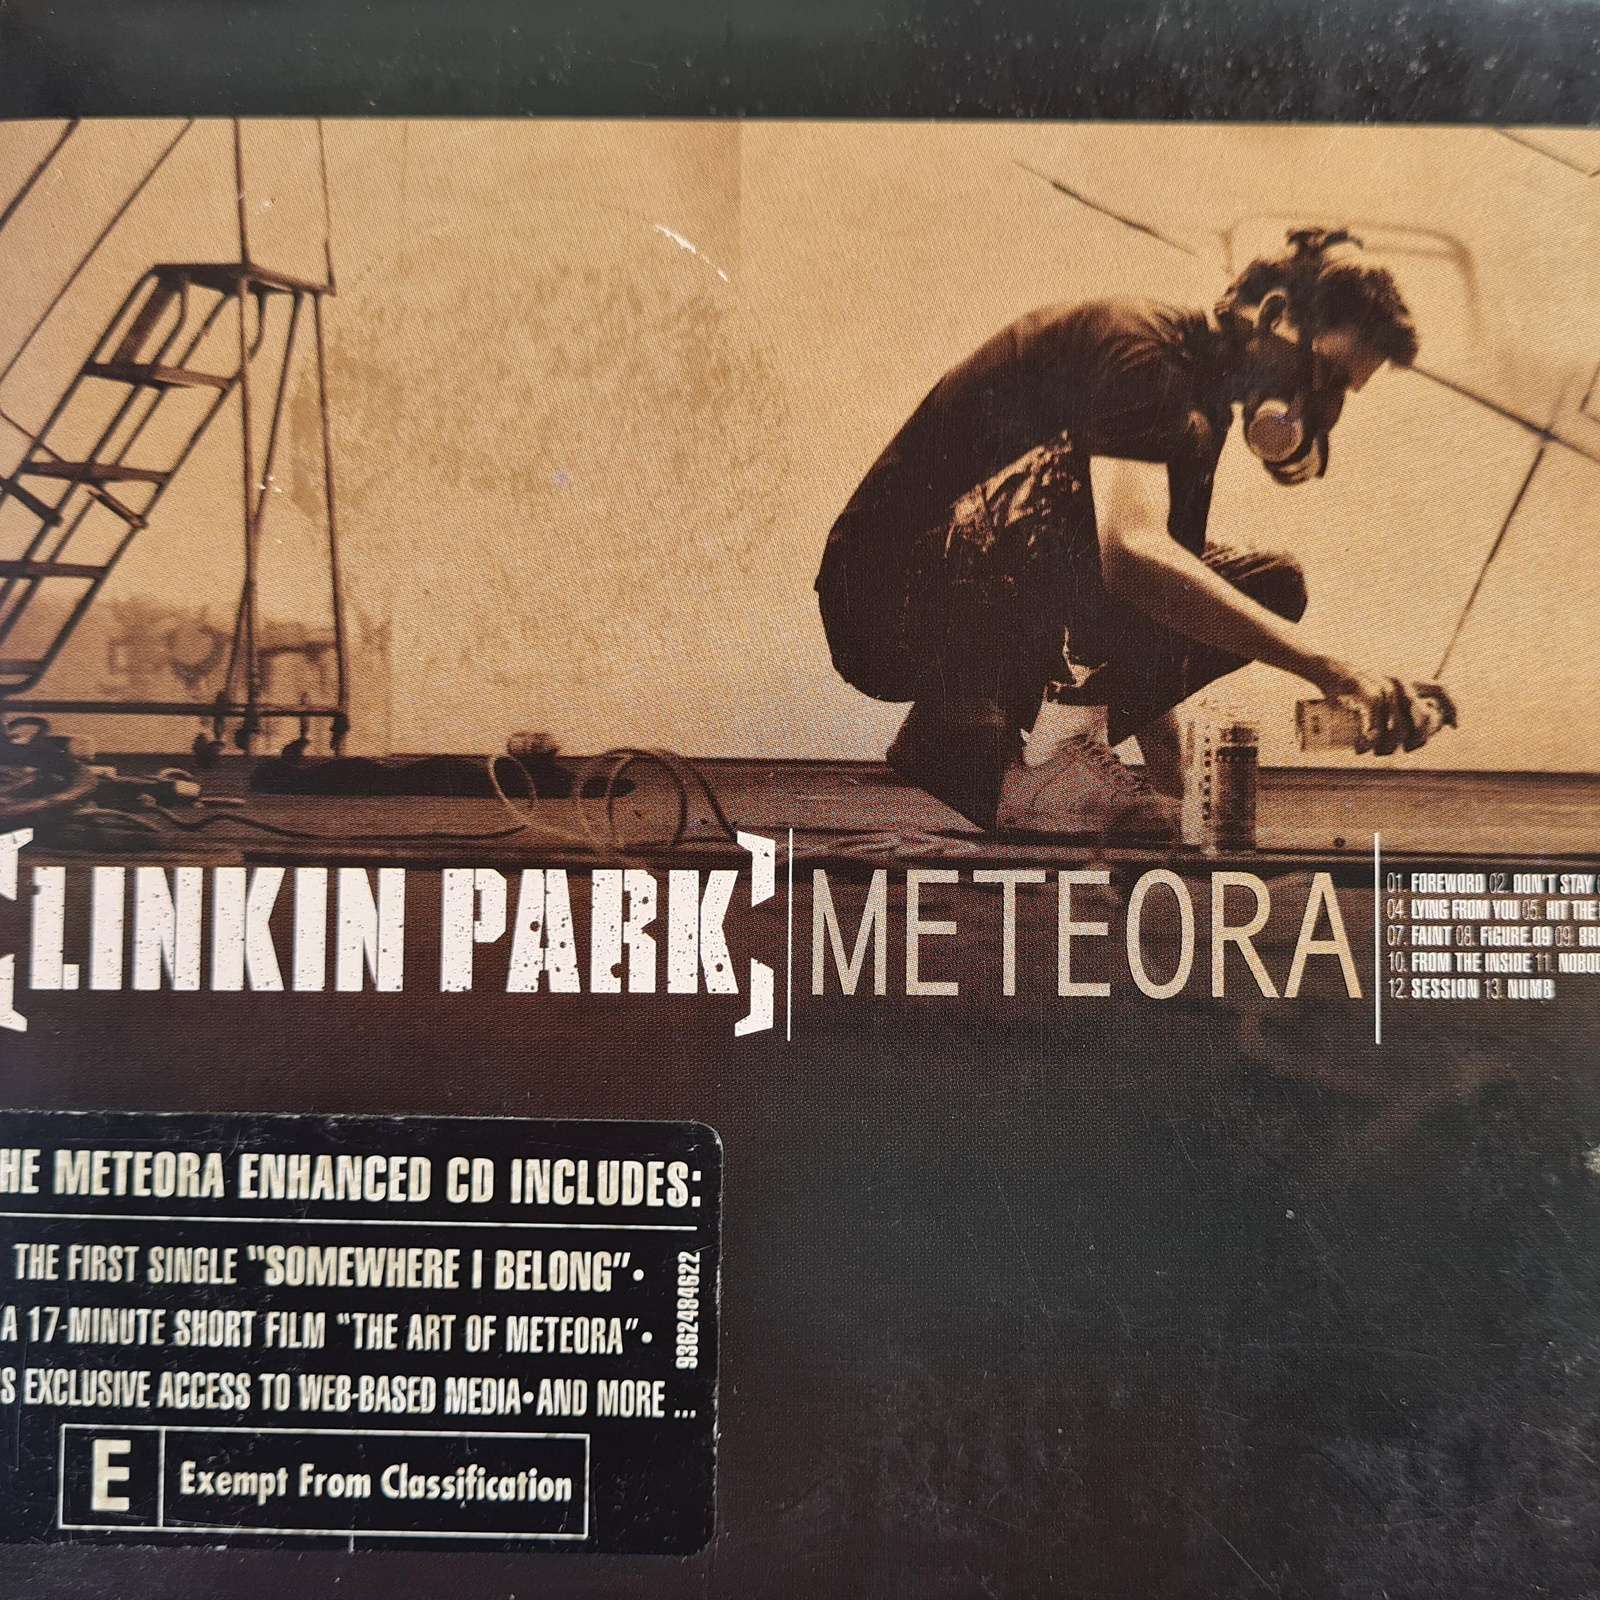 [LINKIN PARK] METEORA
01. FOREWORD 02. DON'T STAY
04. LYING FROM YOU 05. HIT THE
07. FAINT 08. FIGURE.09 09.
10. FROM THE INSIDE 11.
12. SESSION 13. NUMB
HE METEORA ENHANCED CD INCLUDES:
THE FIRST SINGLE "SOMEWHERE I BELONG"•
A 17-MINUTE SHORT FILM "THE ART OF METEORA"•
S EXCLUSIVE ACCESS TO WEB-BASED MEDIA•AND MORE ...
9362484622
E Exempt From Classification